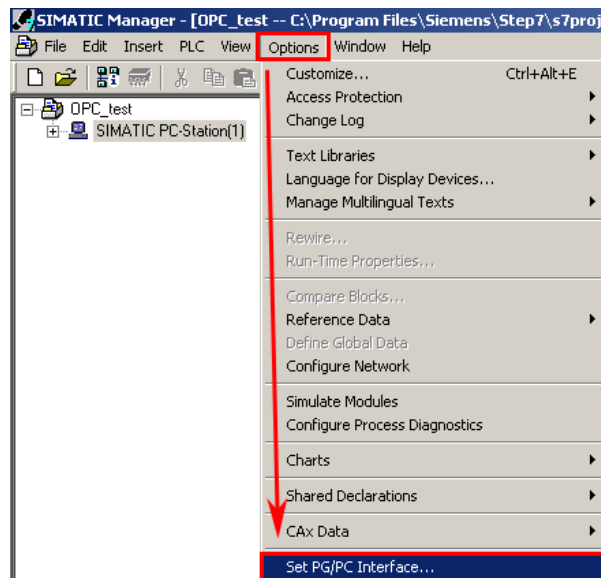 SIMATIC Manager - [OPC_test -- C:\Program Files\Siemens\Step7\s7proj
File Edit Insert PLC View Options Window Help
Customize... Ctrl+Alt+E
Access Protection
OPC_test
Change Log
SIMATIC PC-Station(1)
Text Libraries
Language for Display Devices...
Manage Multilingual Texts
Rewire...
Run-Time Properties...
Compare Blocks...
Reference Data
Define Global Data
Configure Network
Simulate Modules
Configure Process Diagnostics
Charts
Shared Declarations
CAx Data
Set PG/PC Interface...